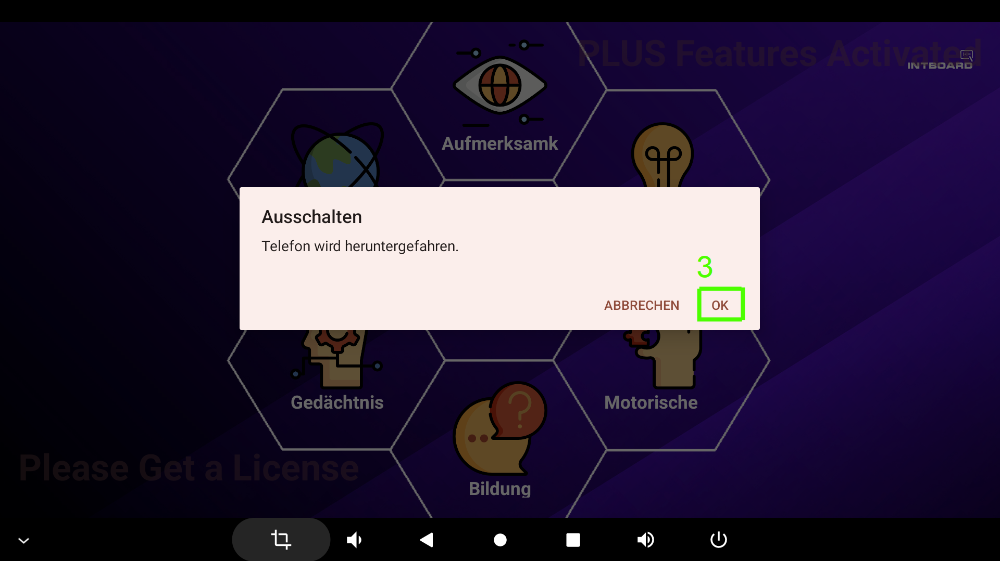 PLUS Features Activated
INTBOARD
Aufmerksamk
Ausschalten
Telefon wird heruntergefahren.
3
ABBRECHEN
OK
Gedächtnis
Motorische
Please Get a License
Bildung